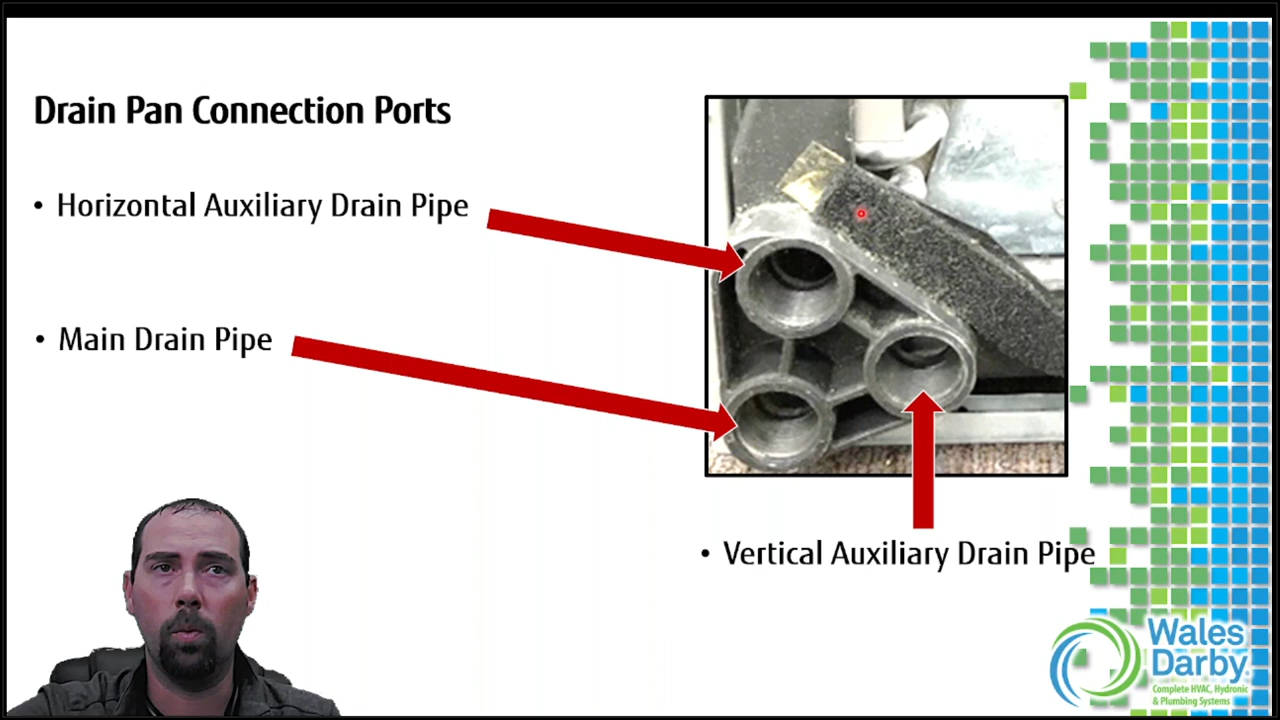 Drain Pan Connection Ports
• Horizontal Auxiliary Drain Pipe
• Main Drain Pipe
• Vertical Auxiliary Drain Pipe
Wales
Darby
Complete HVAC, Hydronic
& Plumbing Systems